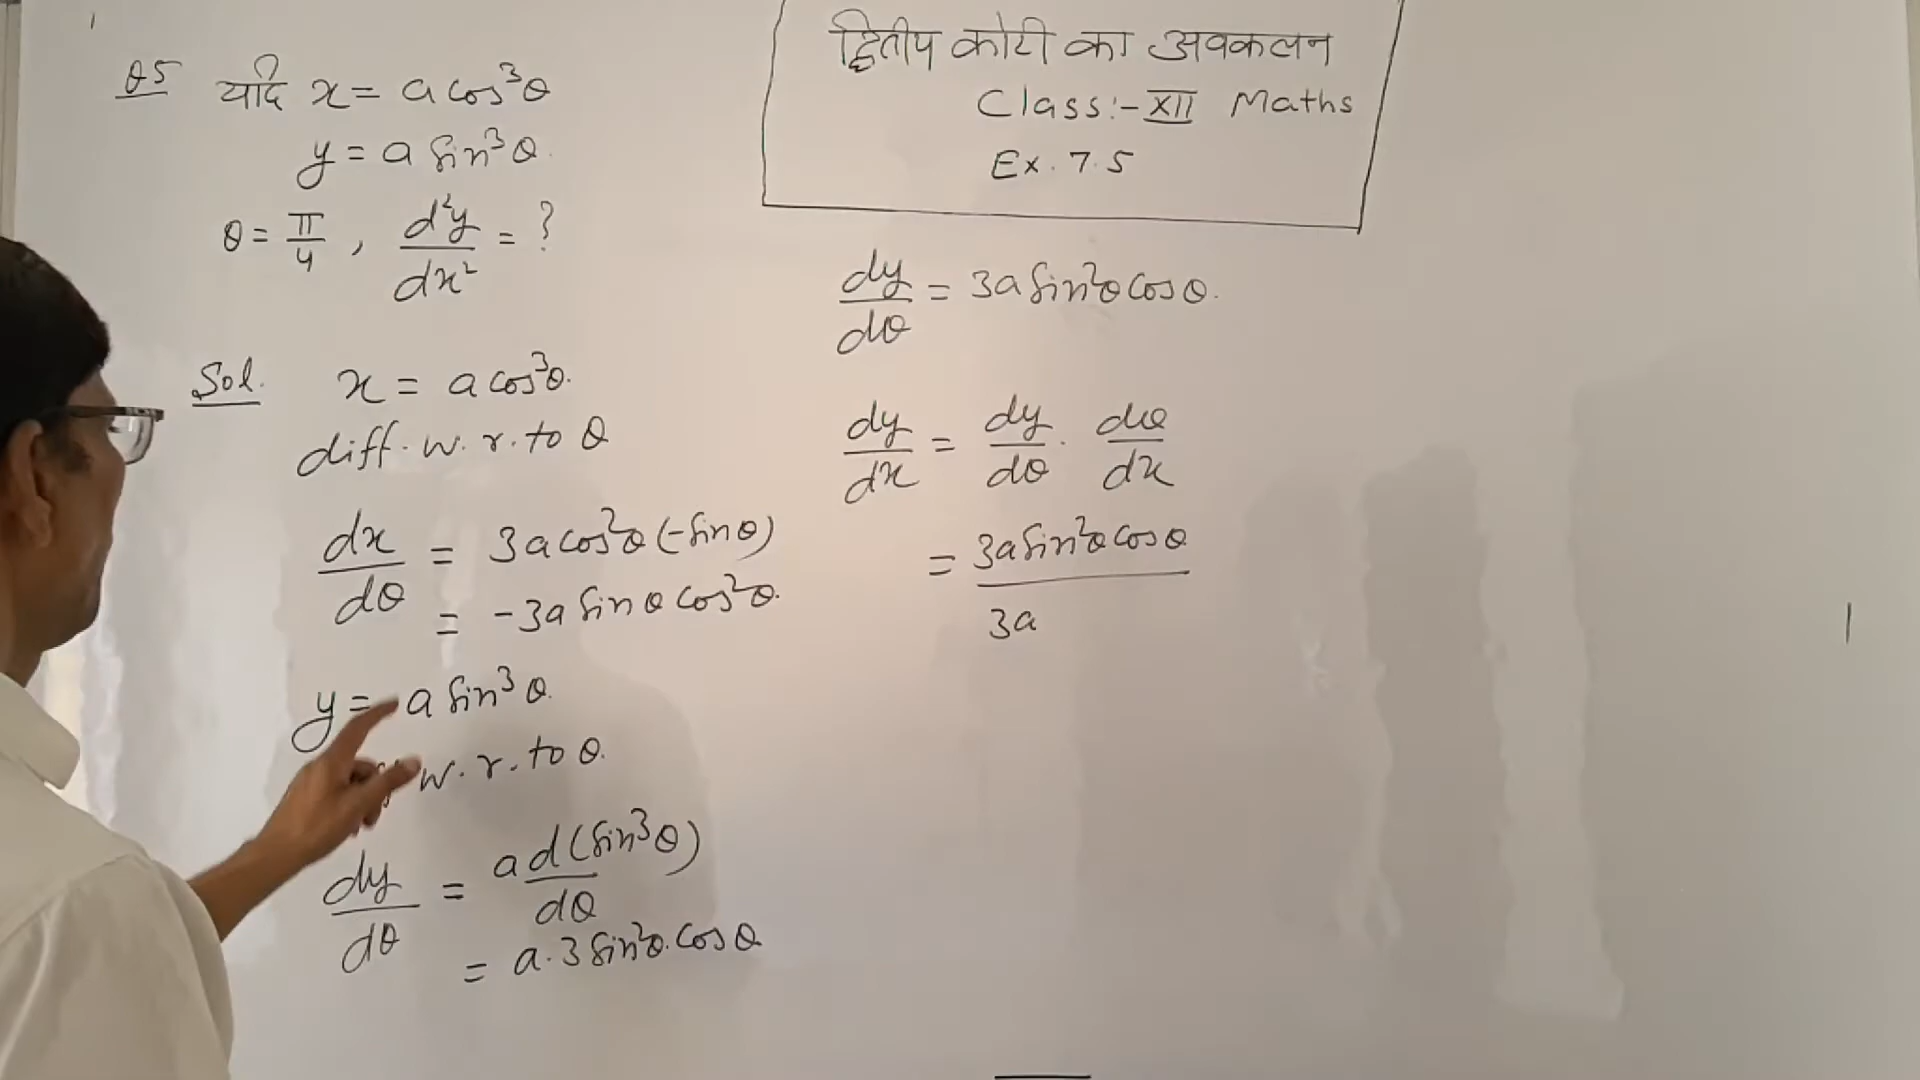 द्वितीय कोटी का अवकलन
Class:- XII Maths
Ex. 7.5
Q5 यदि x = a cos³θ
y = a sin³θ.
θ = π/4 , d²y/dx² = ?
Sol. x = a cos³θ.
diff. w. r. to θ
dx/dθ = 3a cos²θ (-sinθ)
= -3a sinθ cos²θ.
y = a sin³θ.
w. r. to θ.
dy/dθ = a d(sin³θ)/dθ
= a.3 sin²θ. cosθ
dy/dθ = 3a sin²θ cosθ.
dy/dx = dy/dθ . dθ/dx
= 3a sin²θ cosθ / 3a